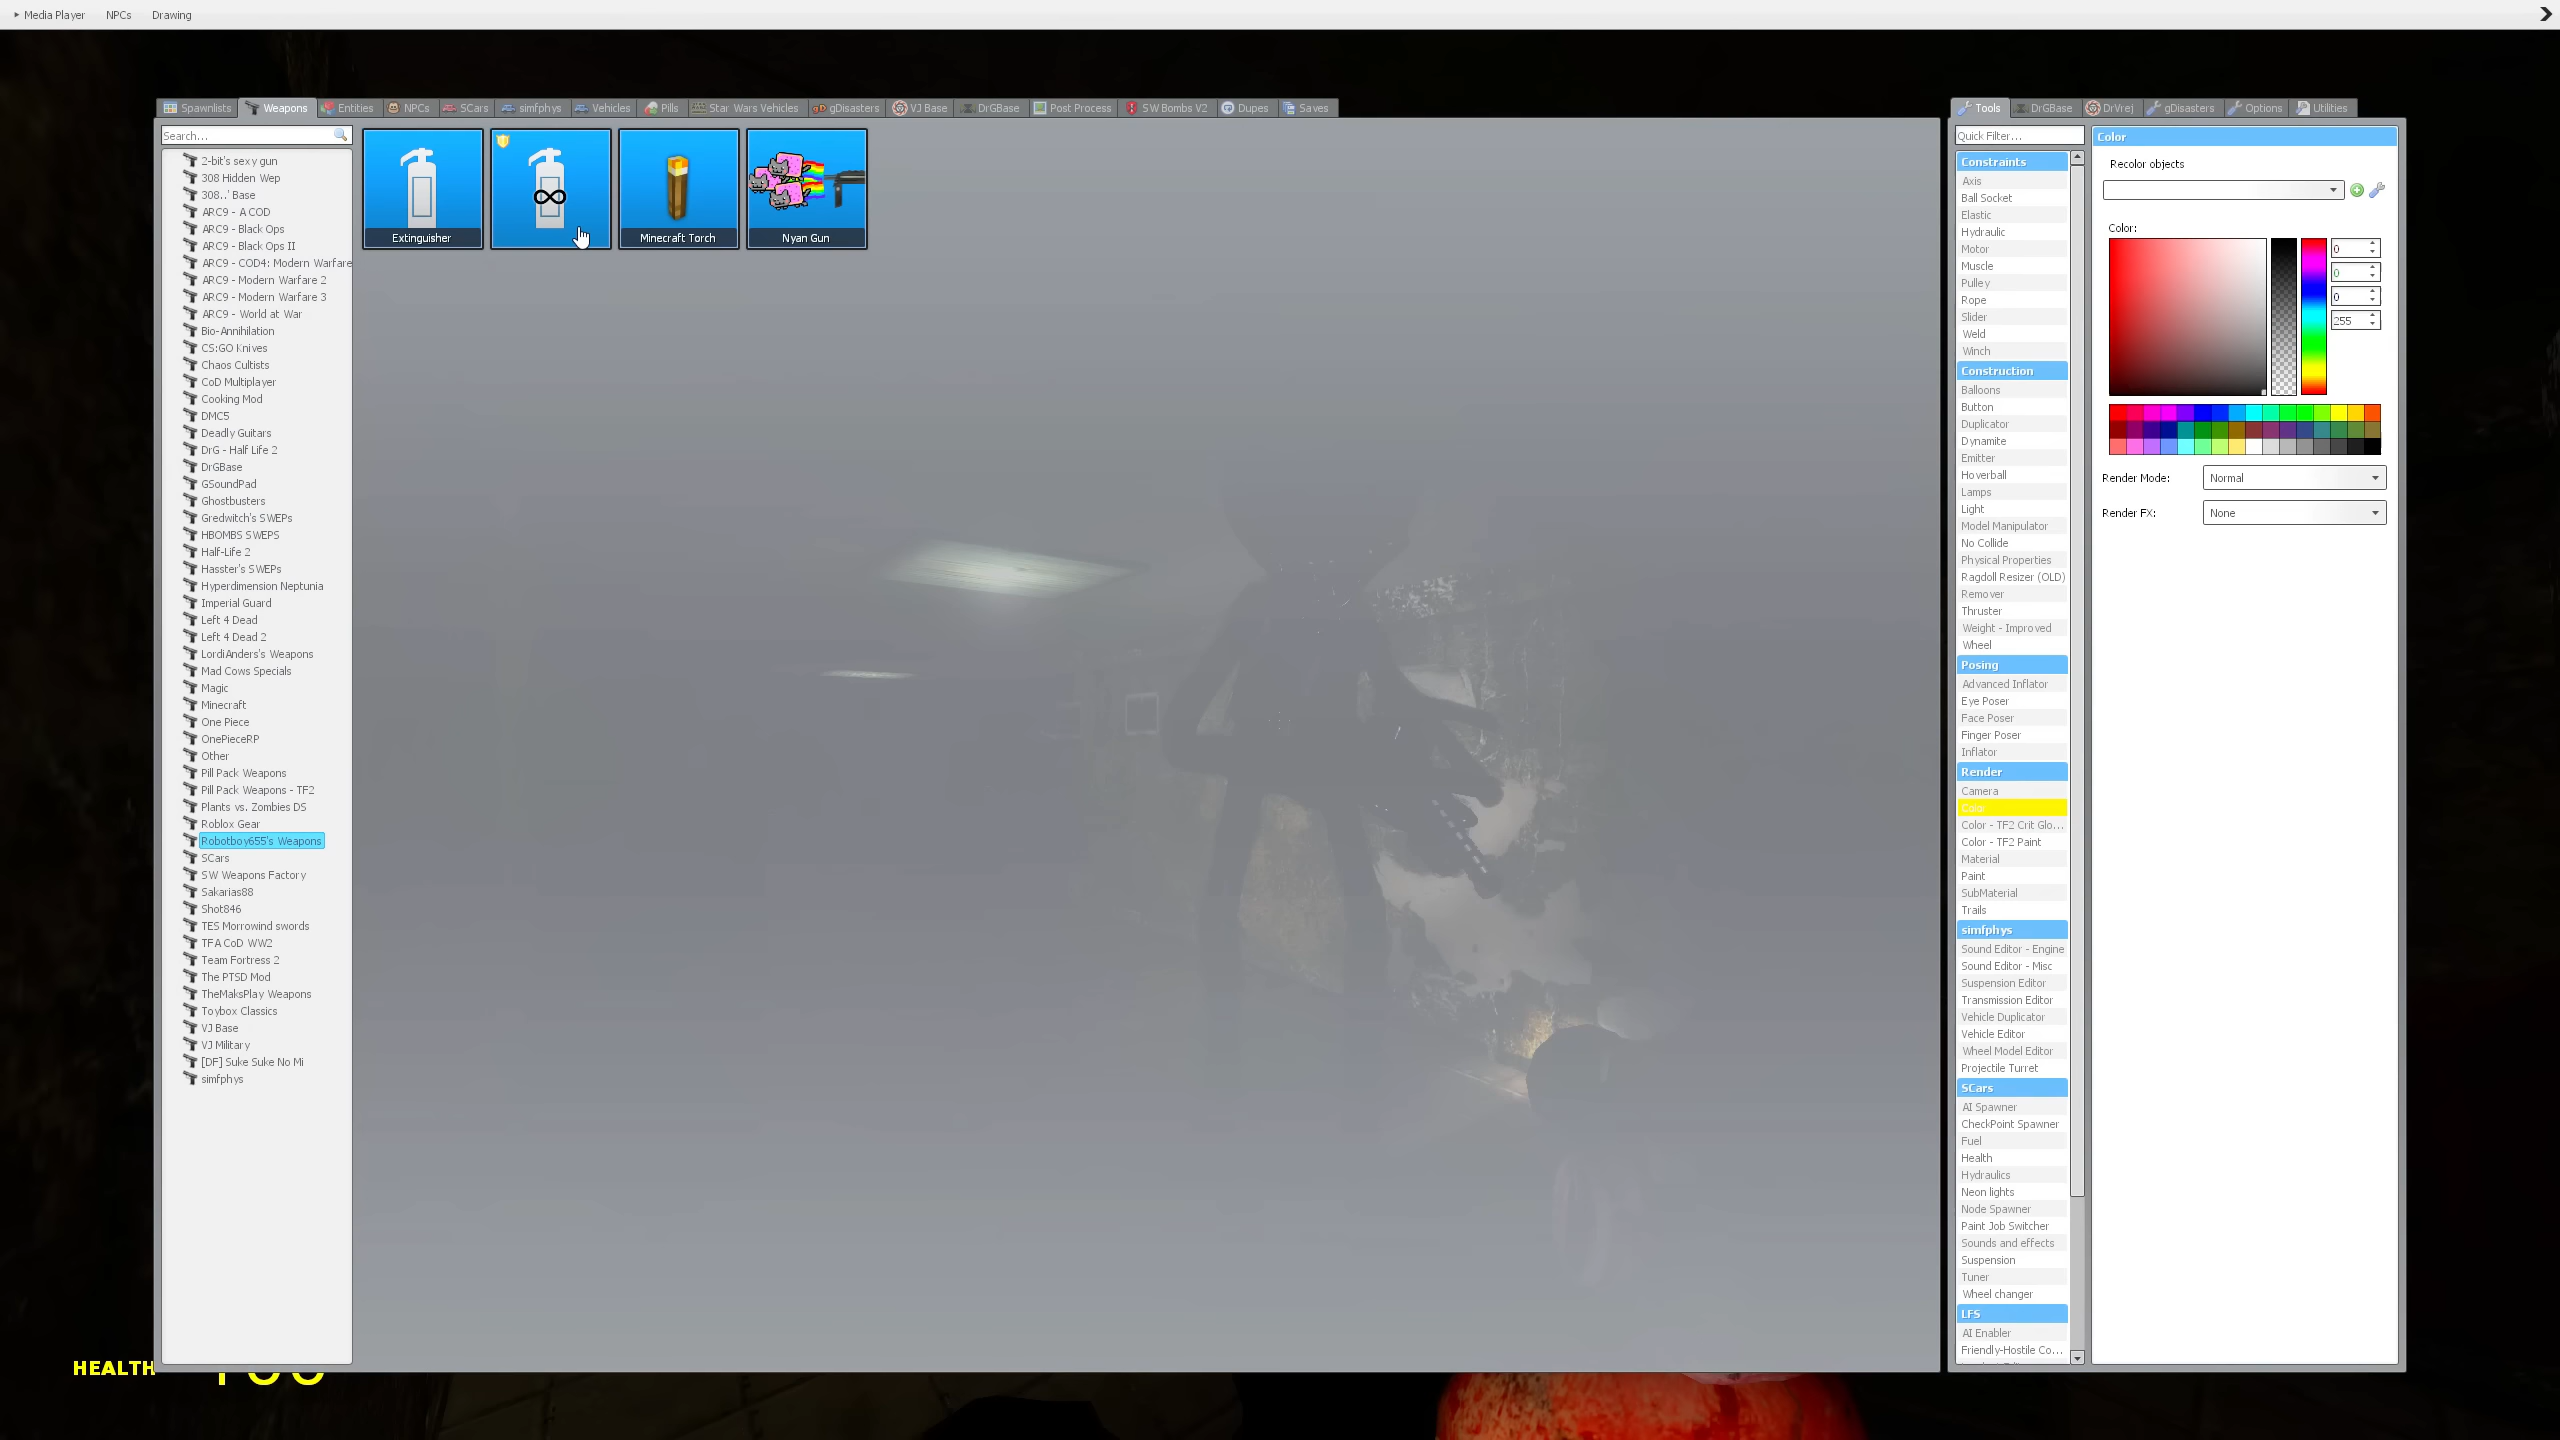 Media Player NPCs Drawing
Spawnlists Weapons Entities NPCs SCars simfphys Vehicles Pills Star Wars Vehicles gDisasters VJ Base DrGBase Post Process SW Bombs V2 Dupes Saves
Search...
2-bit's sexy gun
308 Hidden Wep
308..' Base
ARC9 - A COD
ARC9 - Black Ops
ARC9 - Black Ops II
ARC9 - COD4: Modern Warfare
ARC9 - Modern Warfare 2
ARC9 - Modern Warfare 3
ARC9 - World at War
Bio-Annihilation
CS:GO Knives
Chaos Cultists
CoD Multiplayer
Cooking Mod
DMC5
Deadly Guitars
DrG - Half Life 2
DrGBase
GSoundPad
Ghostbusters
Gredwitch's SWEPs
HBOMBS SWEPS
Half-Life 2
Hasster's SWEPs
Hyperdimension Neptunia
Imperial Guard
Left 4 Dead
Left 4 Dead 2
LordiAnders's Weapons
Mad Cows Specials
Magic
Minecraft
One Piece
OnePieceRP
Other
Pill Pack Weapons
Pill Pack Weapons - TF2
Plants vs. Zombies DS
Roblox Gear
Robotboy655's Weapons
SCars
SW Weapons Factory
Sakarias88
Shot846
TES Morrowind swords
TFA CoD WW2
Team Fortress 2
The PTSD Mod
TheMaksPlay Weapons
Toybox Classics
VJ Base
VJ Military
[DF] Suke Suke No Mi
simfphys
Extinguisher
Minecraft Torch
Nyan Gun
HEALTH
Tools DrGBase DrVrej gDisasters Options Utilities
Quick Filter...
Constraints
Axis
Ball Socket
Elastic
Hydraulic
Motor
Muscle
Pulley
Rope
Slider
Weld
Winch
Construction
Balloons
Button
Duplicator
Dynamite
Emitter
Hoverball
Lamps
Light
Model Manipulator
No Collide
Physical Properties
Ragdoll Resizer (OLD)
Remover
Thruster
Weight - Improved
Wheel
Posing
Advanced Inflator
Eye Poser
Face Poser
Finger Poser
Inflator
Render
Camera
Color
Color - TF2 Crit Glo...
Color - TF2 Paint
Material
Paint
SubMaterial
Trails
simfphys
Sound Editor - Engine
Sound Editor - Misc
Suspension Editor
Transmission Editor
Vehicle Duplicator
Vehicle Editor
Wheel Model Editor
Projectile Turret
SCars
AI Spawner
CheckPoint Spawner
Fuel
Health
Hydraulics
Neon lights
Node Spawner
Paint Job Switcher
Sounds and effects
Suspension
Tuner
Wheel changer
LFS
AI Enabler
Friendly-Hostile Co...
Color
Recolor objects
Color:
0
0
0
255
Render Mode: Normal
Render FX: None